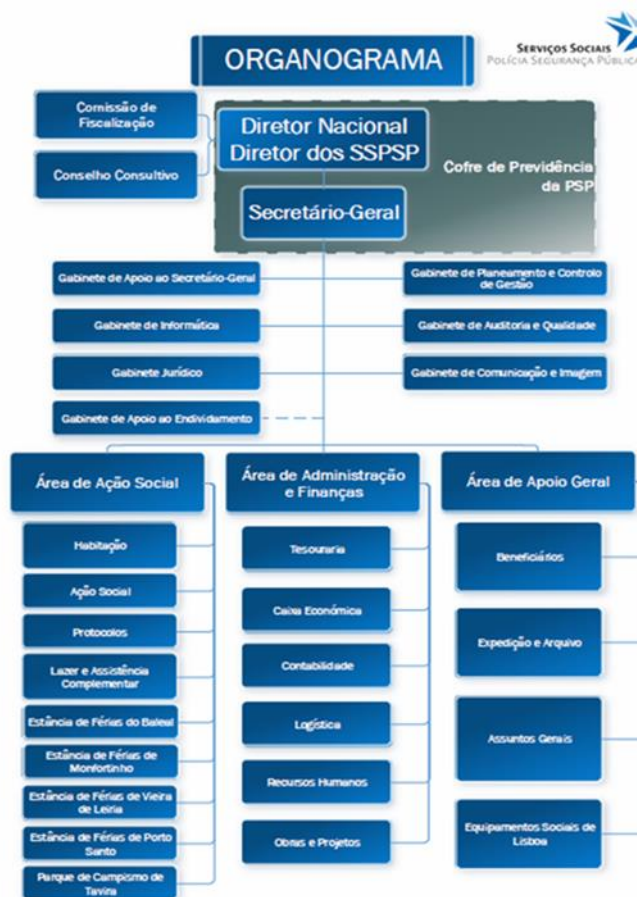 SERVIÇOS SOCIAIS
POLÍCIA SEGURANÇA PÚBLICA
ORGANOGRAMA
Comissão de
Fiscalização
Conselho Consultivo
Diretor Nacional
Diretor dos SSPSP
Cofre de Previdência
da PSP
Secretário-Geral
Gabinete de Apoio ao Secretário-Geral
Gabinete de Planeamento e Controlo
de Gestão
Gabinete de Informática
Gabinete de Auditoria e Qualidade
Gabinete Jurídico
Gabinete de Comunicação e Imagem
Gabinete de Apoio ao Endividamento
Área de Ação Social
Habitação
Ação Social
Protocolos
Lazer e Assistência
Complementar
Estância de Férias do Baleal
Estância de Férias de
Monfortinho
Estância de Férias de Vieira
de Leiria
Estância de Férias de Porto
Santo
Parque de Campismo de
Tavira
Área de Administração
e Finanças
Tesouraria
Caixa Económica
Contabilidade
Logística
Recursos Humanos
Obras e Projetos
Área de Apoio Geral
Beneficiários
Expedição e Arquivo
Assuntos Gerais
Equipamentos Sociais de
Lisboa